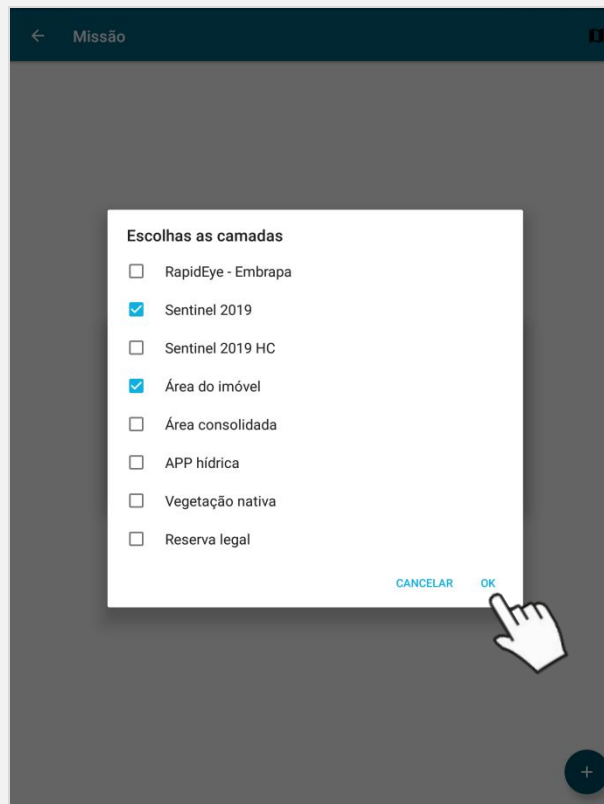 Missão
Escolhas as camadas
RapidEye - Embrapa
Sentinel 2019
Sentinel 2019 HC
Área do imóvel
Área consolidada
APP hídrica
Vegetação nativa
Reserva legal
CANCELAR OK